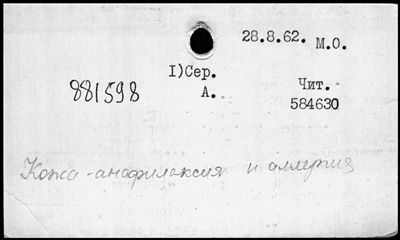 28.8.62. М.О.
I)Сер.
881598 А. Чит.
584630
Кожа - анафилаксия и аллергия